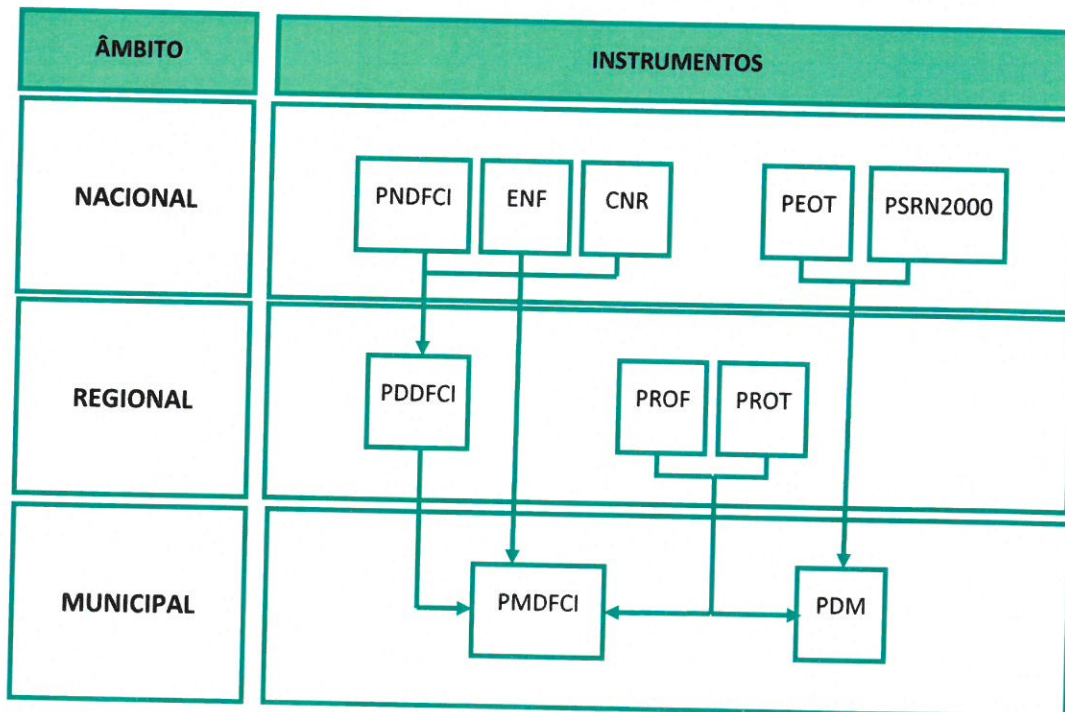 ÂMBITO
INSTRUMENTOS
NACIONAL
PNDFCI
ENF
CNR
PEOT
PSRN2000
REGIONAL
PDDFCI
PROF
PROT
MUNICIPAL
PMDFCI
PDM